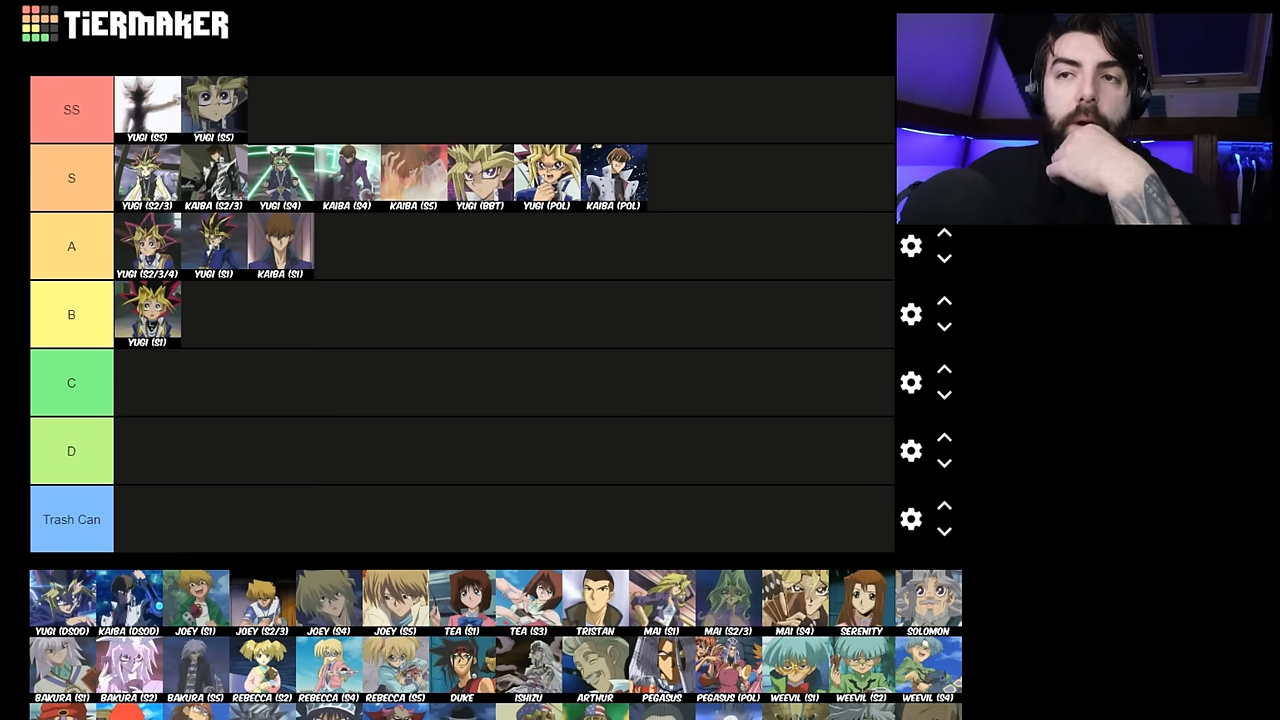 TIERMAKER
SS
YUGI (S5) YUGI (S5)
S
YUGI (S2/3) KAIBA (S2/3) YUGI (S4) KAIBA (S4) KAIBA (S5) YUGI (BBT) YUGI (POL) KAIBA (POL)
A
YUGI (S2/3/4) YUGI (S1) KAIBA (S1)
B
YUGI (S1)
C
D
Trash Can
YUGI (DSOD) KAIBA (DSOD) JOEY (S1) JOEY (S2/3) JOEY (S4) JOEY (S5) TEA (S1) TEA (S3) TRISTAN MAI (S1) MAI (S2/3) MAI (S4) SERENITY SOLOMON
BAKURA (S1) BAKURA (S2) BAKURA (S5) REBECCA (S2) REBECCA (S4) REBECCA (S5) DUKE ISHIZU ARTHUR PEGASUS PEGASUS (POL) WEEVIL (S1) WEEVIL (S2) WEEVIL (S4)